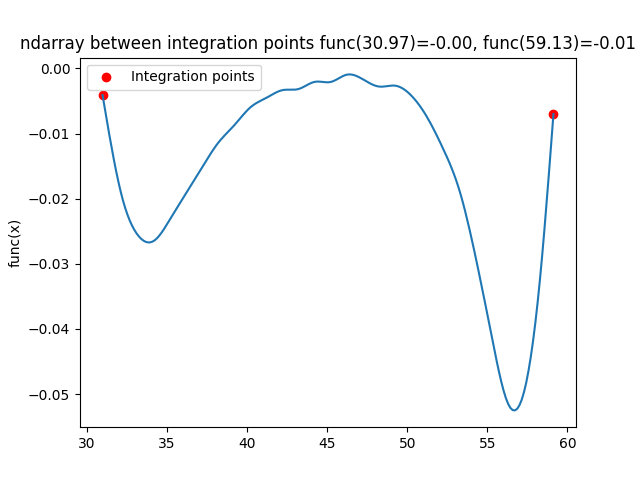 ndarray between integration points func(30.97)=-0.00, func(59.13)=-0.01
Integration points
func(x)
0.00
−0.01
−0.02
−0.03
−0.04
−0.05
30 35 40 45 50 55 60